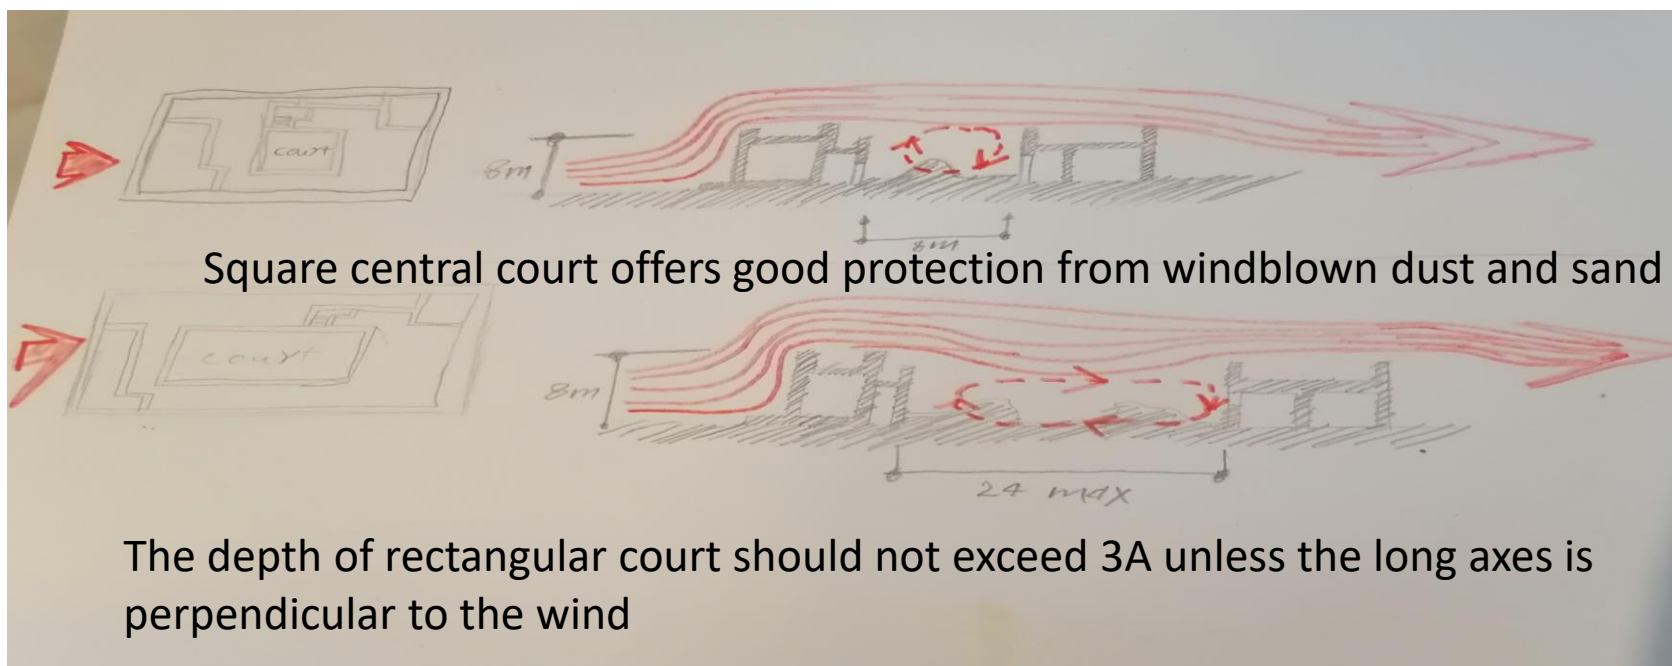 court
8m
8m
Square central court offers good protection from windblown dust and sand
court
8m
24 max
The depth of rectangular court should not exceed 3A unless the long axes is
perpendicular to the wind